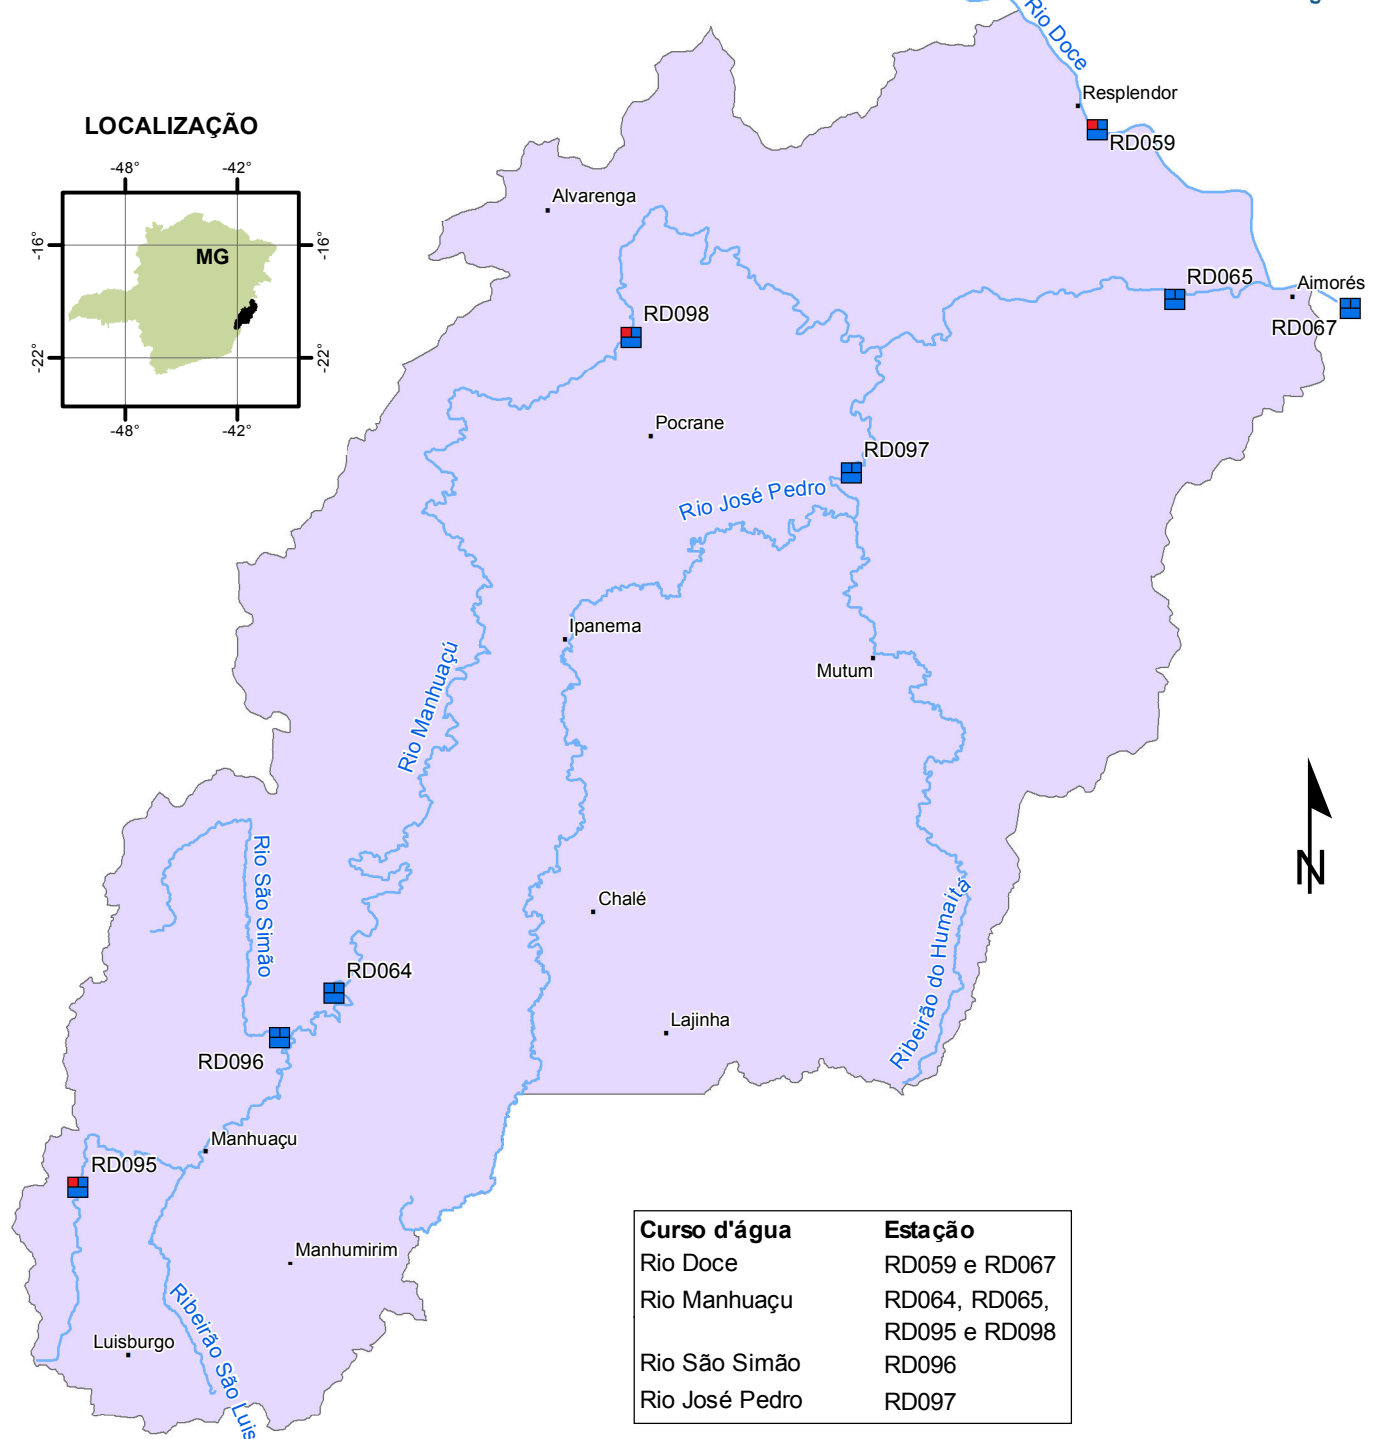 g
Rio Doce
Resplendor
RD059
LOCALIZAÇÃO
-48° -42°
-16° -16°
MG
-22° -22°
-48° -42°
Alvarenga
RD065
Aimorés
RD067
RD098
Pocrane
RD097
Rio José Pedro
Ipanema
Mutum
Rio Manhuaçú
Rio São Simão
Chalé
Ribeirão do Humaitá
RD064
Lajinha
RD096
Manhuaçu
RD095
Manhumirim
Luisburgo
Ribeirão São Luis
N
Curso d'água Estação
Rio Doce RD059 e RD067
Rio Manhuaçu RD064, RD065,
RD095 e RD098
Rio São Simão RD096
Rio José Pedro RD097